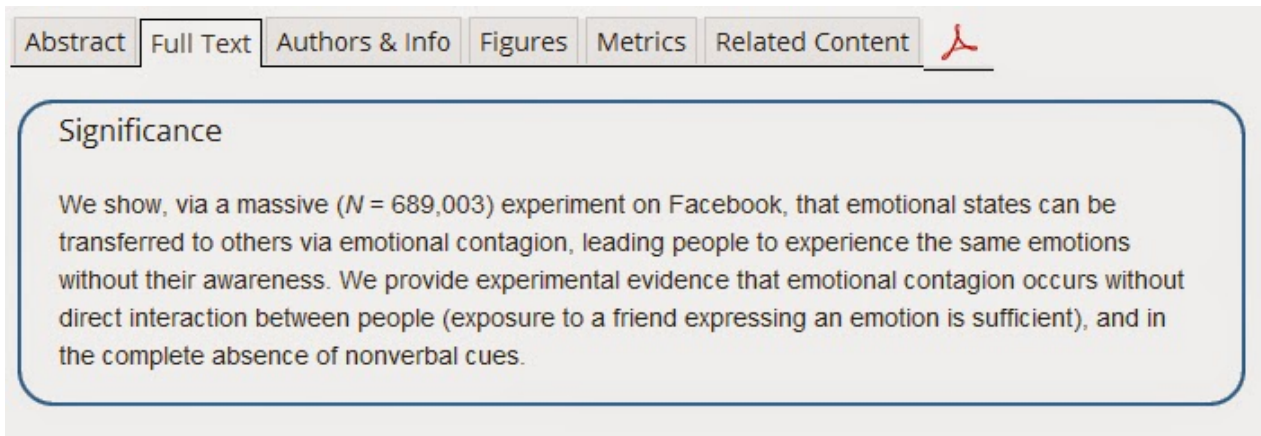 Abstract Full Text Authors & Info Figures Metrics Related Content
Significance
We show, via a massive (N = 689,003) experiment on Facebook, that emotional states can be
transferred to others via emotional contagion, leading people to experience the same emotions
without their awareness. We provide experimental evidence that emotional contagion occurs without
direct interaction between people (exposure to a friend expressing an emotion is sufficient), and in
the complete absence of nonverbal cues.